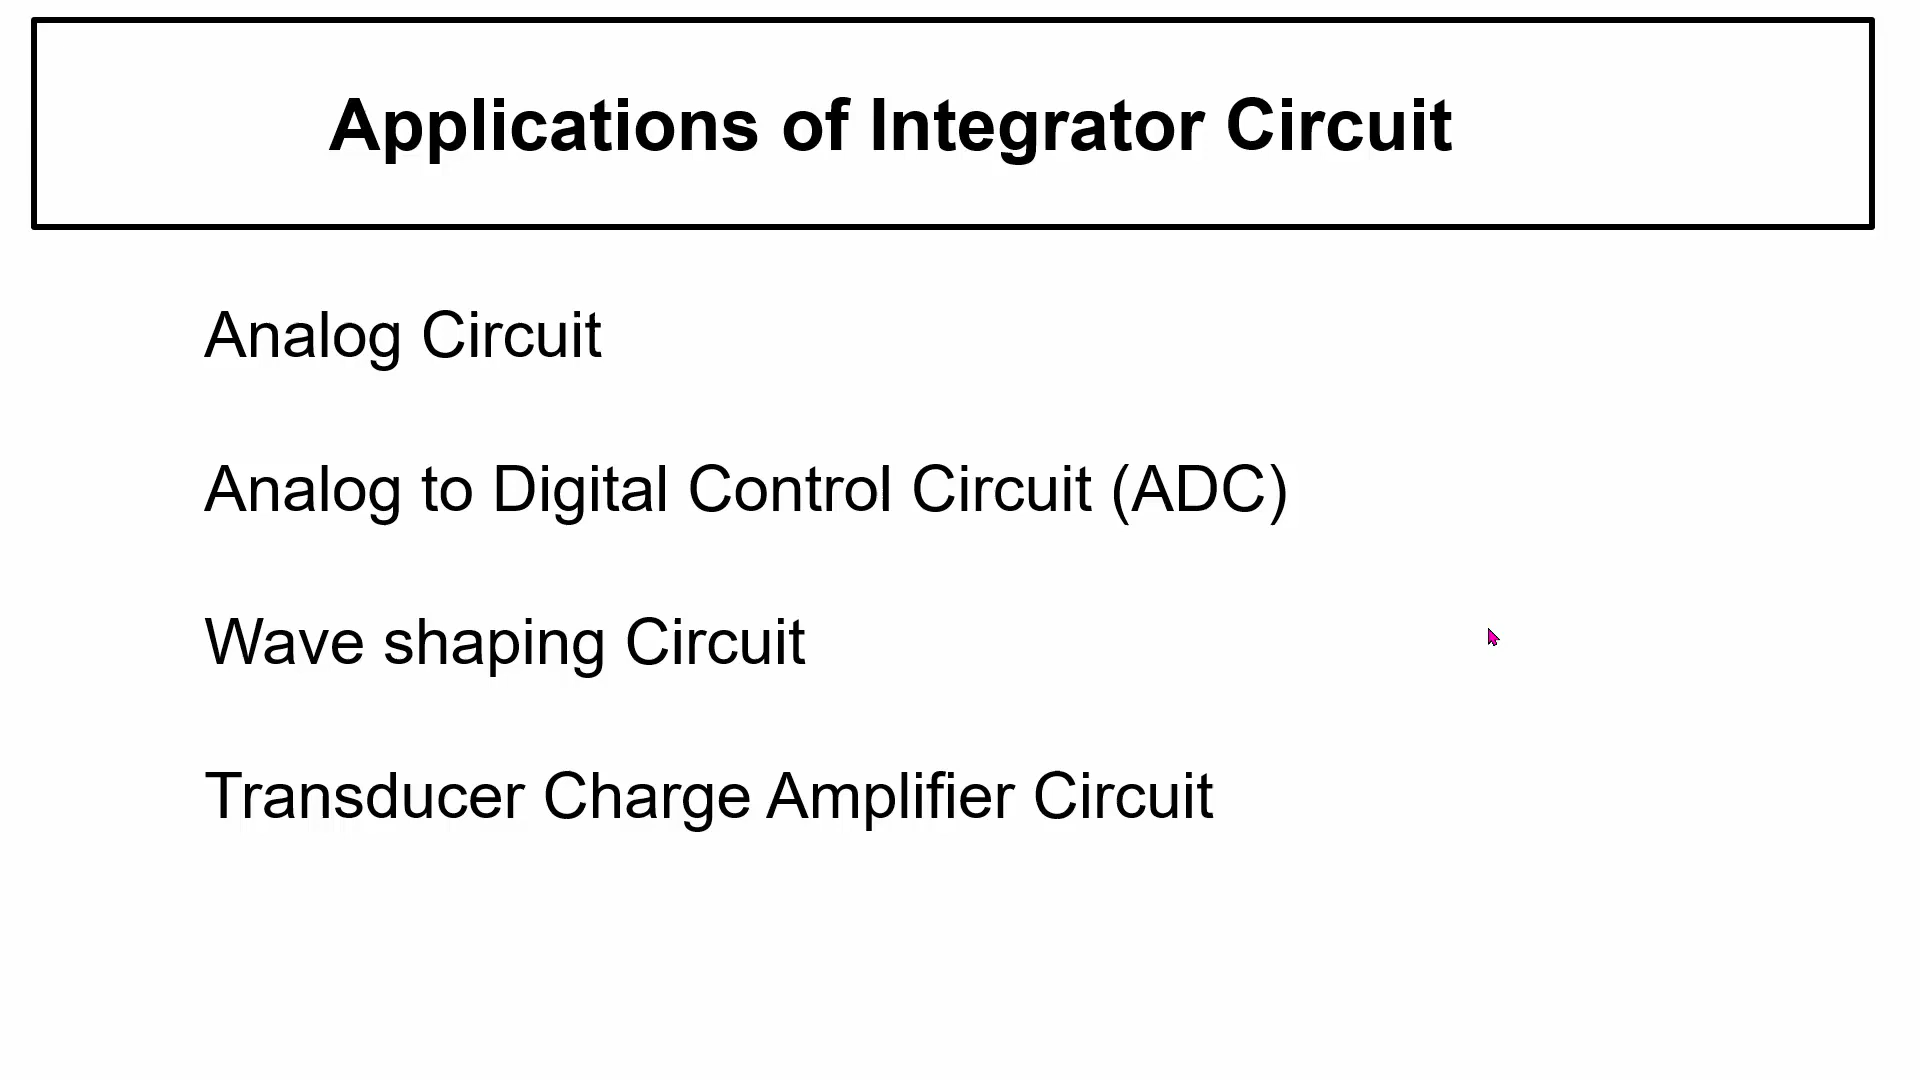 Applications of Integrator Circuit
Analog Circuit
Analog to Digital Control Circuit (ADC)
Wave shaping Circuit
Transducer Charge Amplifier Circuit